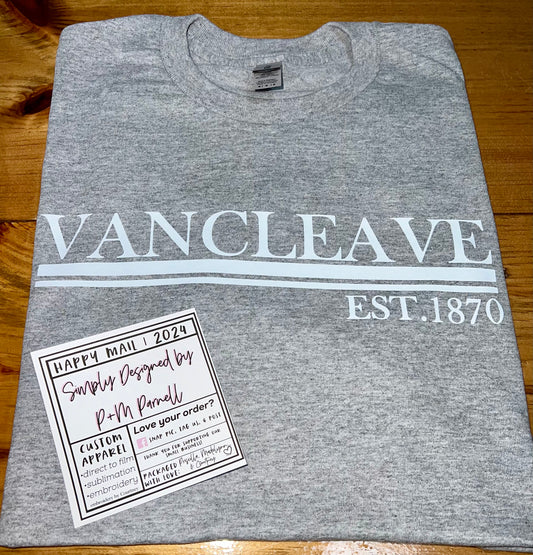 VANCLEAVE
EST.1870
HAPPY MAIL | 2024
Simply Designed by
P+M Parnell
CUSTOM
APPAREL
•direct to film
•sublimation
•embroidery
Love your order?
SNAP PIC, TAG US, & POST
THANK YOU FOR SUPPORTING OUR
SMALL BUSINESS!
PACKAGED
WITH LOVE: